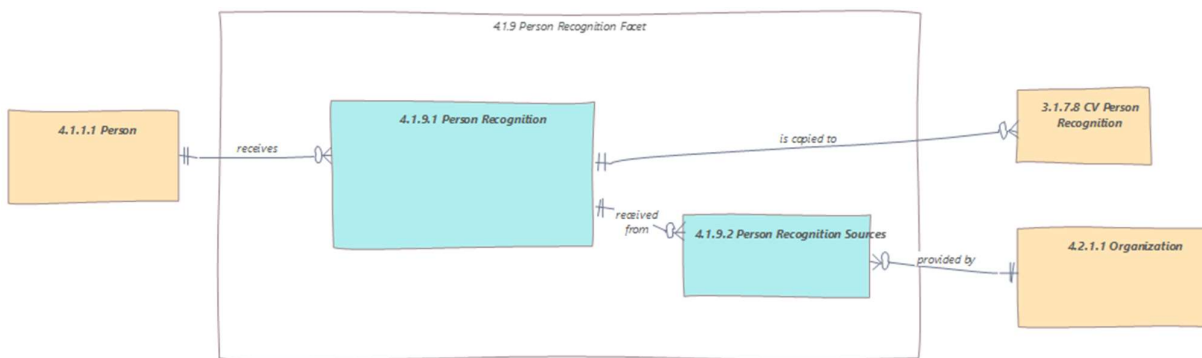 4.1.9 Person Recognition Facet
4.1.1.1 Person
receives
4.1.9.1 Person Recognition
is copied to
3.1.7.8 CV Person
Recognition
received
from
4.1.9.2 Person Recognition Sources
provided by
4.2.1.1 Organization